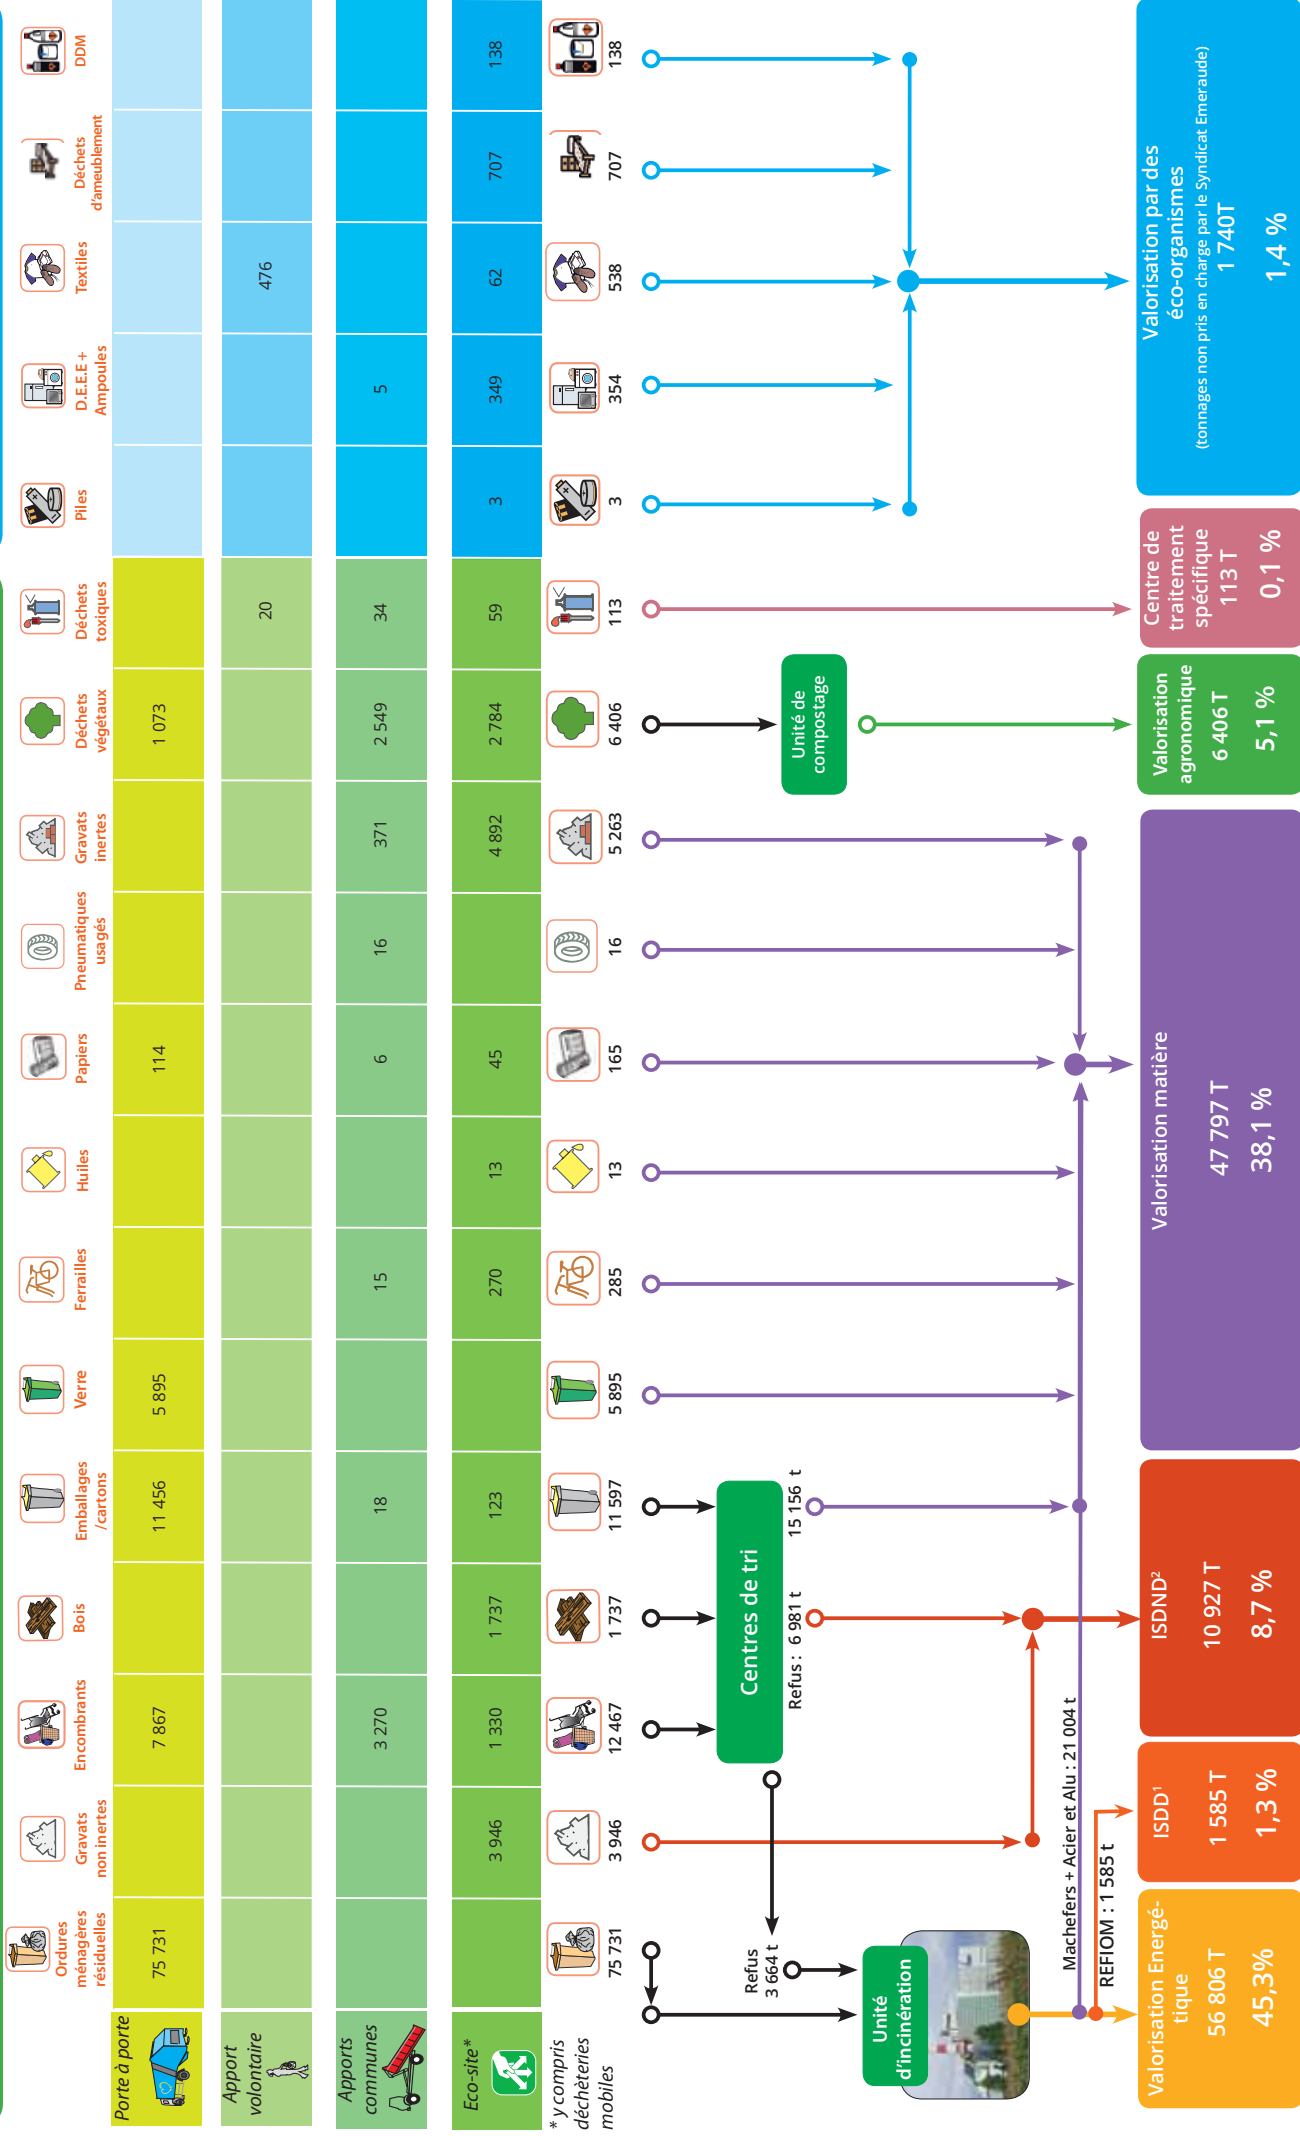 Ordures
ménagères
résiduelles
Gravats
non inertes
Encombrants
Bois
Emballages
/cartons
Verre
Ferrailles
Huiles
Papiers
Pneumatiques
usagés
Gravats
inertes
Déchets
végétaux
Déchets
toxiques
Piles
D.E.E.E +
Ampoules
Textiles
Déchets
d'ameublement
DDM
Porte à porte
75 731
7 867
11 456
5 895
114
1 073
Apport
volontaire
20
476
Apports
communes
3 270
18
15
6
16
371
2 549
34
5
Eco-site*
3 946
1 330
1 737
123
270
13
45
4 892
2 784
59
3
349
62
707
138
* y compris
déchèteries
mobiles
75 731
3 946
12 467
1 737
11 597
5 895
285
13
165
16
5 263
6 406
113
3
354
538
707
138
Centres de tri
Unité de
compostage
Refus
3 664 t
Refus : 6 981 t
15 156 t
Unité
d'incinération
Machefers + Acier et Alu : 21 004 t
REFIOM : 1 585 t
Valorisation Energé-
tique
56 806 T
45,3%
ISDD¹
1 585 T
1,3 %
ISDND²
10 927 T
8,7 %
Valorisation matière
47 797 T
38,1 %
Valorisation
agronomique
6 406 T
5,1 %
Centre de
traitement
spécifique
113 T
0,1 %
Valorisation par des
éco-organismes
(tonnages non pris en charge par le Syndicat Emeraude)
1 740T
1,4 %